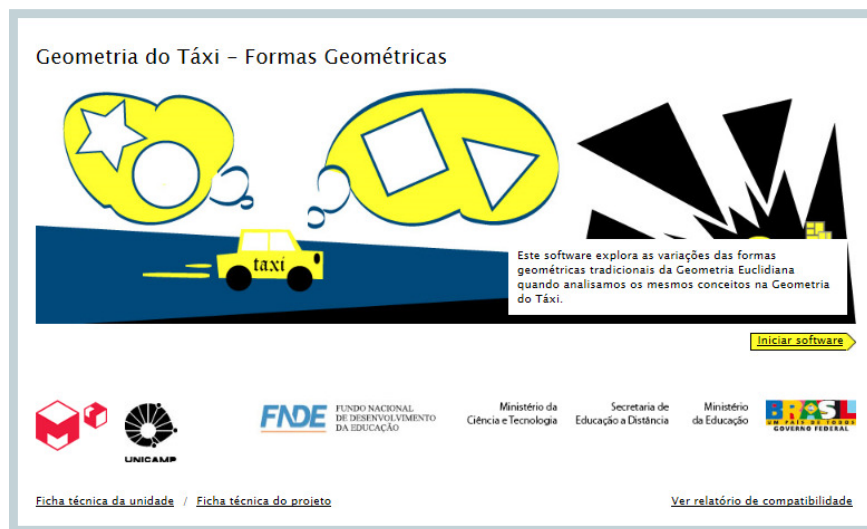 Geometria do Táxi – Formas Geométricas
taxi
Este software explora as variações das formas
geométricas tradicionais da Geometria Euclidiana
quando analisamos os mesmos conceitos na Geometria
do Táxi.
Iniciar software
M
UNICAMP
FNDE
FUNDO NACIONAL
DE DESENVOLVIMENTO
DA EDUCAÇÃO
Ministério da
Ciência e Tecnologia
Secretaria de
Educação a Distância
Ministério
da Educação
BRASIL
UM PAÍS DE TODOS
GOVERNO FEDERAL
Ficha técnica da unidade / Ficha técnica do projeto
Ver relatório de compatibilidade